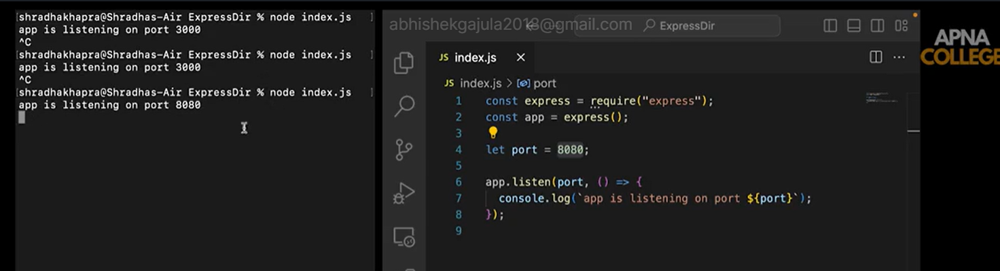 shradhakhapra@Shradhas-Air ExpressDir % node index.js
app is listening on port 3000
^C
shradhakhapra@Shradhas-Air ExpressDir % node index.js
app is listening on port 3000
^C
shradhakhapra@Shradhas-Air ExpressDir % node index.js
app is listening on port 8080
abhishekgajula2018@gmail.com
ExpressDir
JS index.js
JS index.js > port
1 const express = require("express");
2 const app = express();
3
4 let port = 8080;
5
6 app.listen(port, () => {
7 console.log(`app is listening on port ${port}`);
8 });
9
APNA
COLLEGE